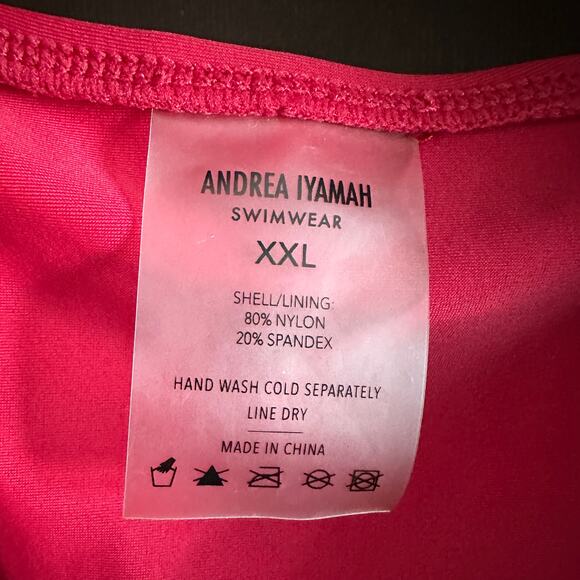 ANDREA IYAMAH
SWIMWEAR
XXL
SHELL/LINING:
80% NYLON
20% SPANDEX
HAND WASH COLD SEPARATELY
LINE DRY
MADE IN CHINA